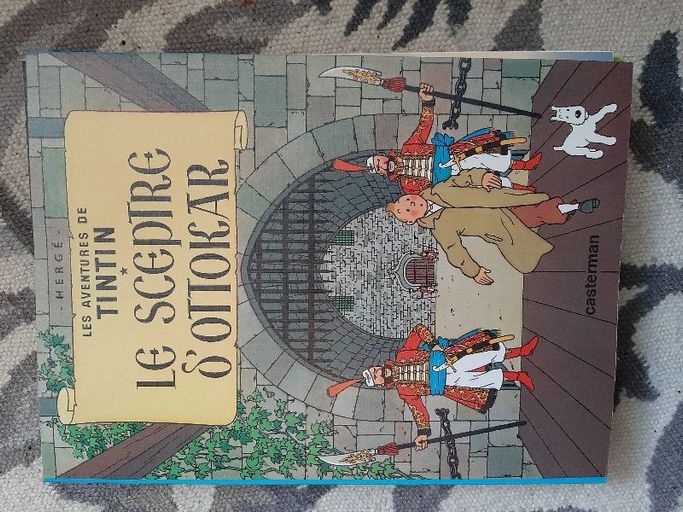 HERGÉ
LES AVENTURES DE
TINTIN
LE SCEPTRE
D'OTTOKAR
casterman